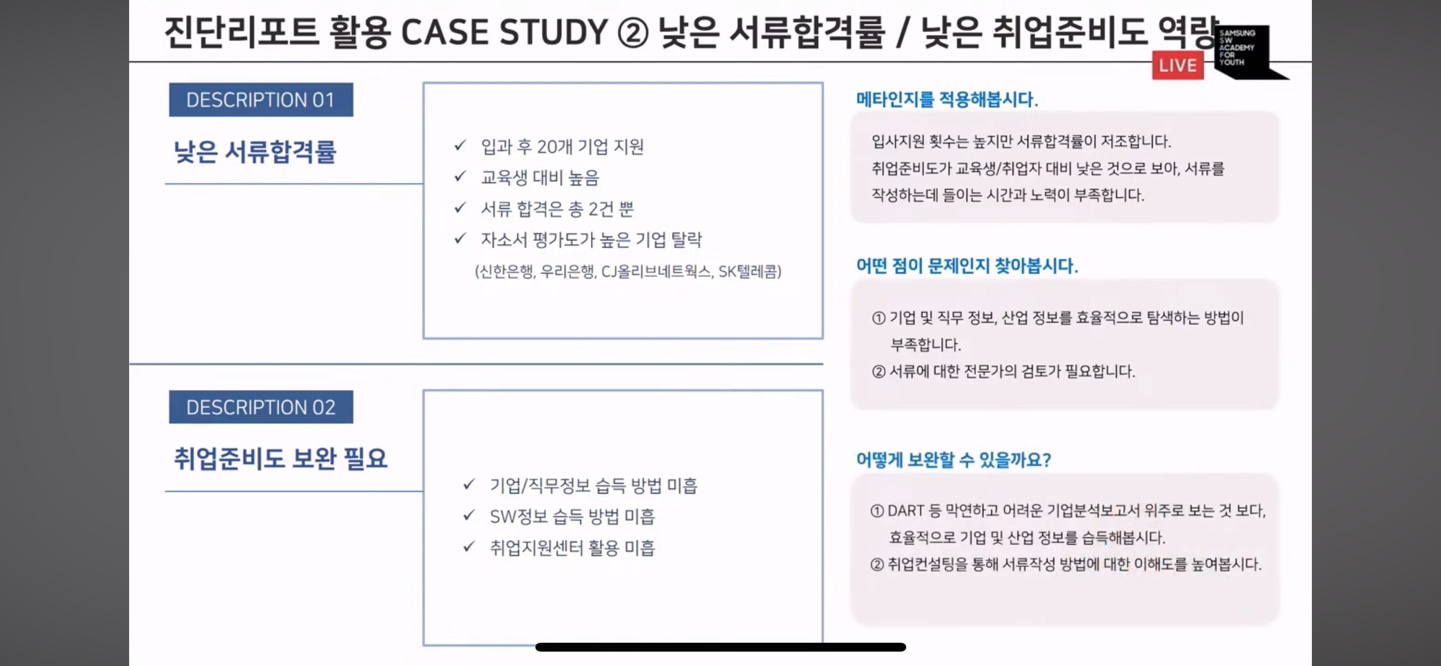 진단리포트 활용 CASE STUDY ② 낮은 서류합격률 / 낮은 취업준비도 역량
SAMSUNG
SW
ACADEMY
FOR
YOUTH
LIVE
DESCRIPTION 01
낮은 서류합격률
✓ 입과 후 20개 기업 지원
✓ 교육생 대비 높음
✓ 서류 합격은 총 2건 뿐
✓ 자소서 평가도가 높은 기업 탈락
(신한은행, 우리은행, CJ올리브네트웍스, SK텔레콤)
DESCRIPTION 02
취업준비도 보완 필요
✓ 기업/직무정보 습득 방법 미흡
✓ SW정보 습득 방법 미흡
✓ 취업지원센터 활용 미흡
메타인지를 적용해봅시다.
입사지원 횟수는 높지만 서류합격률이 저조합니다.
취업준비도가 교육생/취업자 대비 낮은 것으로 보아, 서류를
작성하는데 들이는 시간과 노력이 부족합니다.
어떤 점이 문제인지 찾아봅시다.
① 기업 및 직무 정보, 산업 정보를 효율적으로 탐색하는 방법이
부족합니다.
② 서류에 대한 전문가의 검토가 필요합니다.
어떻게 보완할 수 있을까요?
① DART 등 막연하고 어려운 기업분석보고서 위주로 보는 것 보다,
효율적으로 기업 및 산업 정보를 습득해봅시다.
② 취업컨설팅을 통해 서류작성 방법에 대한 이해도를 높여봅시다.